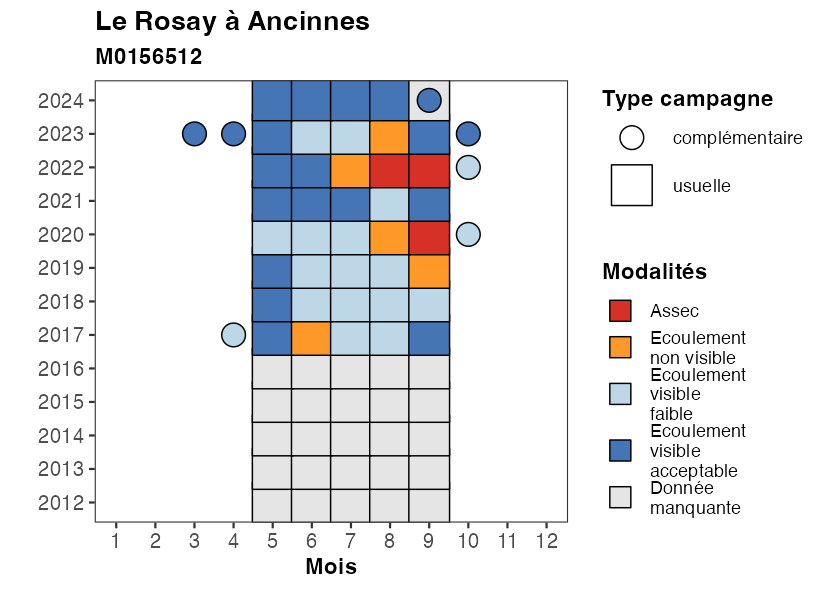 Le Rosay à Ancinnes
M0156512
2024
2023
2022
2021
2020
2019
2018
2017
2016
2015
2014
2013
2012
1 2 3 4 5 6 7 8 9 10 11 12
Mois
Type campagne
complémentaire
usuelle
Modalités
Assec
Ecoulement
non visible
Ecoulement
visible
faible
Ecoulement
visible
acceptable
Donnée
manquante